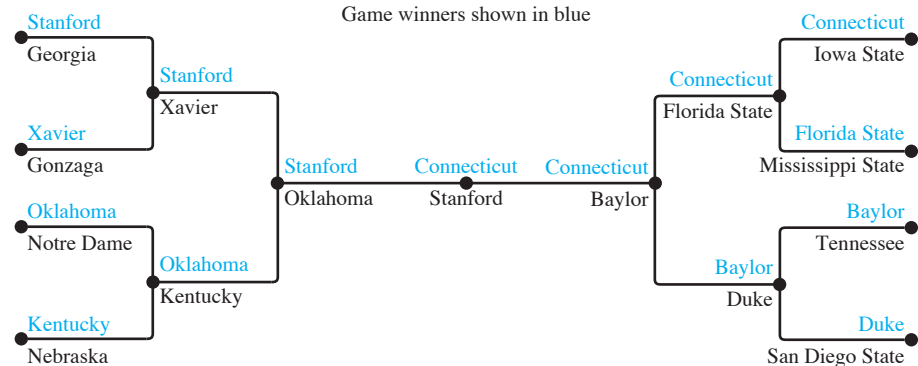 Game winners shown in blue
Stanford
Georgia
Stanford
Xavier
Xavier
Gonzaga
Stanford
Oklahoma
Oklahoma
Notre Dame
Oklahoma
Kentucky
Kentucky
Nebraska
Connecticut
Stanford
Connecticut
Baylor
Connecticut
Florida State
Connecticut
Iowa State
Florida State
Mississippi State
Baylor
Duke
Baylor
Tennessee
Duke
San Diego State